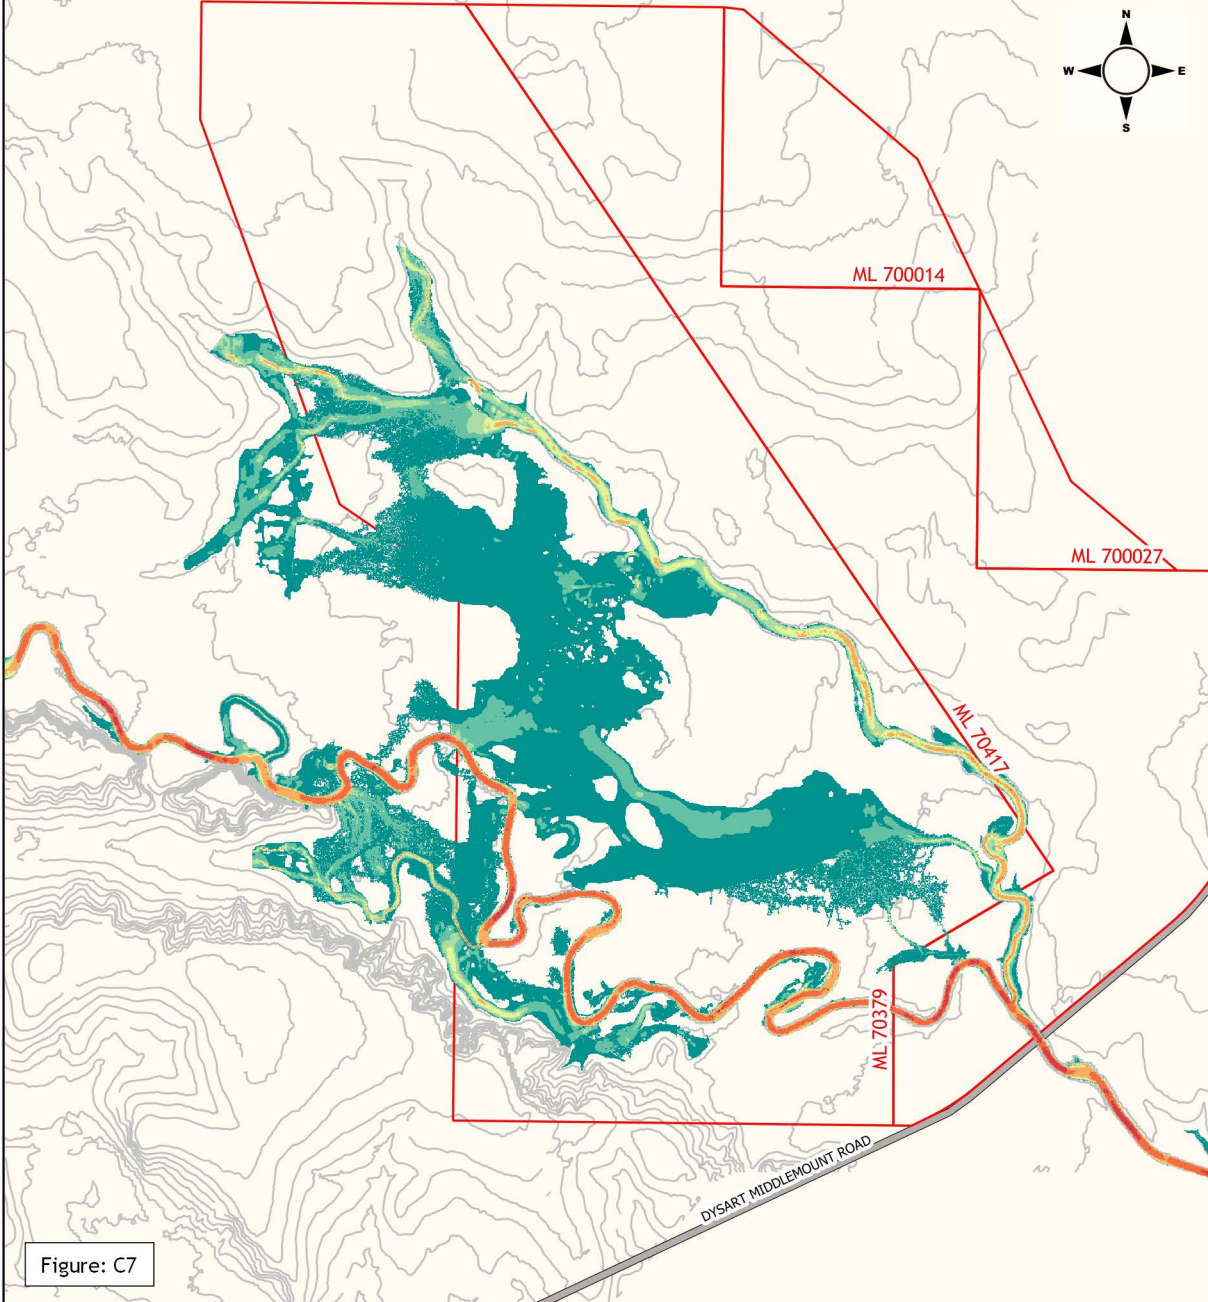 N
W E
S
ML 700014
ML 700027
ML 70417
ML 70379
DYSART MIDDLEMOUNT ROAD
Figure: C7